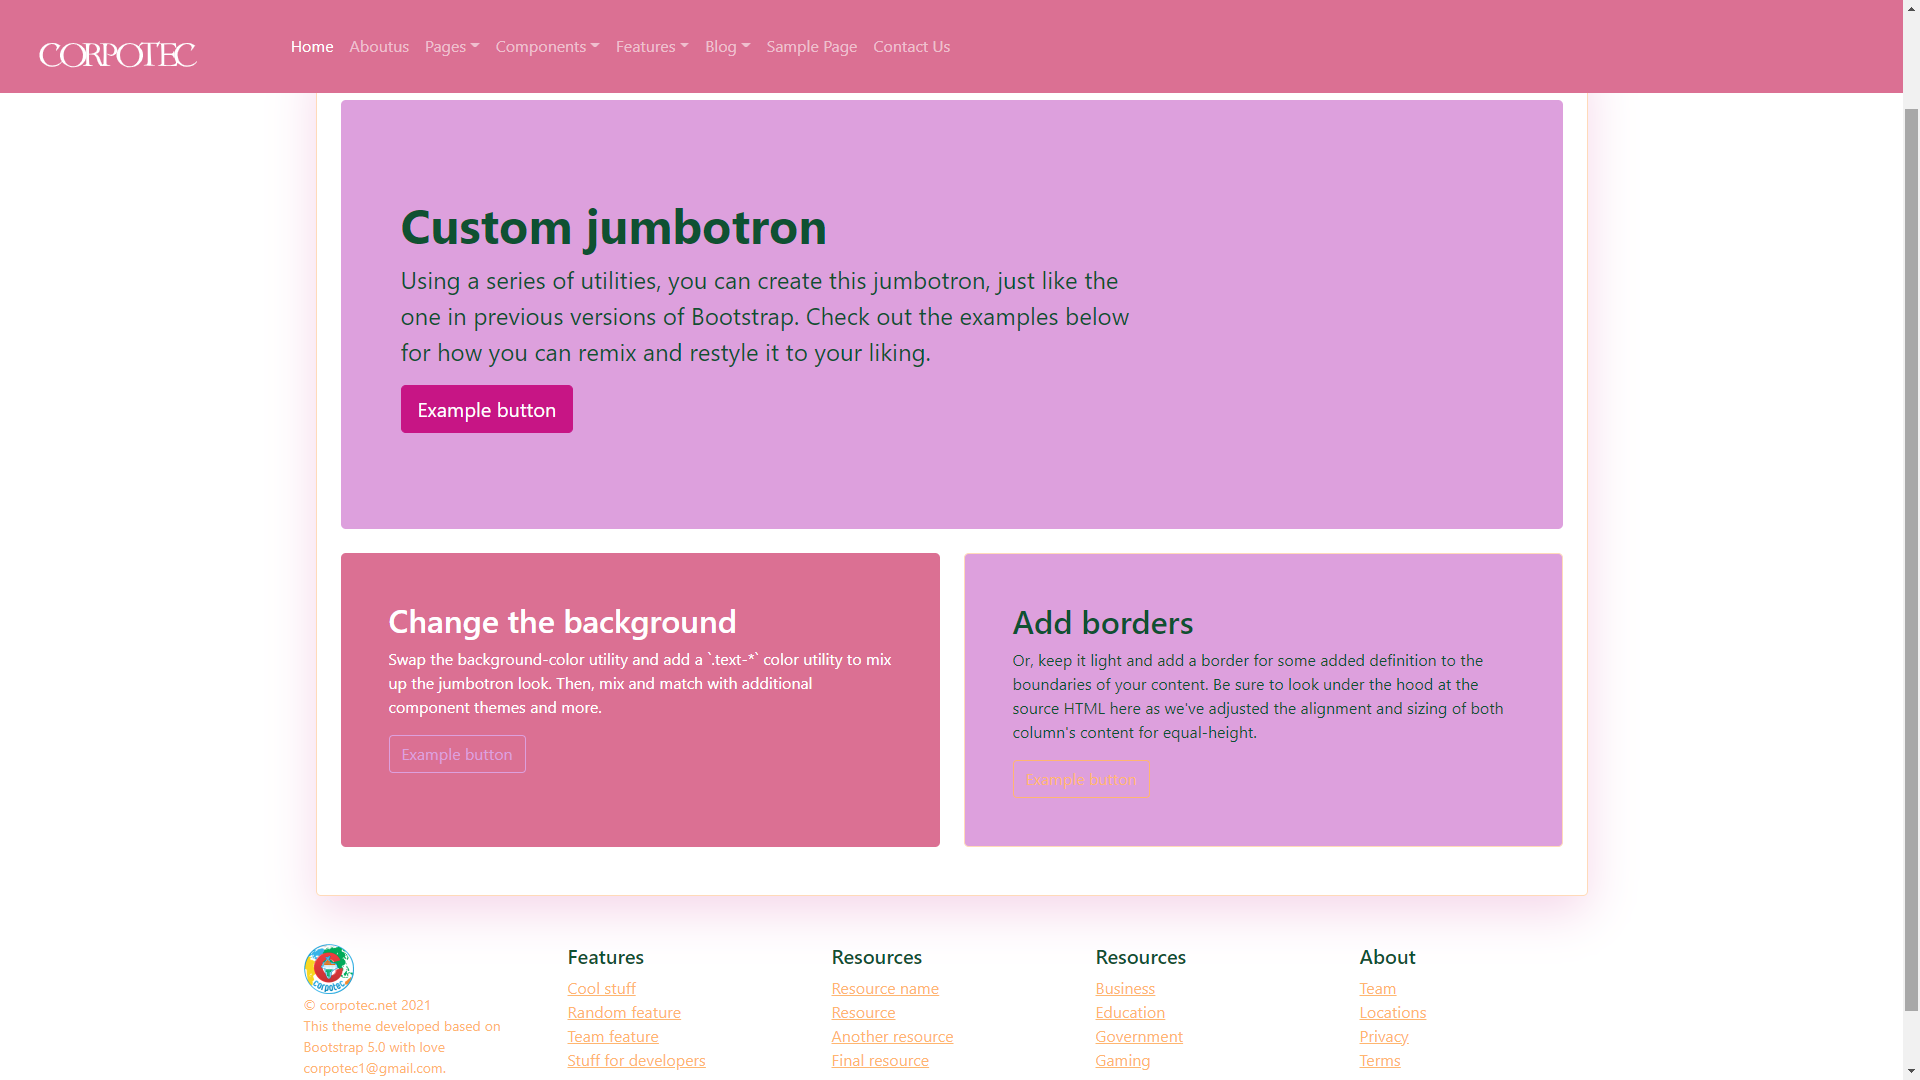 CORPOTEC
Home Aboutus Pages Components Features Blog Sample Page Contact Us
Custom jumbotron
Using a series of utilities, you can create this jumbotron, just like the
one in previous versions of Bootstrap. Check out the examples below
for how you can remix and restyle it to your liking.
Example button
Change the background
Swap the background-color utility and add a `.text-*` color utility to mix
up the jumbotron look. Then, mix and match with additional
component themes and more.
Example button
Add borders
Or, keep it light and add a border for some added definition to the
boundaries of your content. Be sure to look under the hood at the
source HTML here as we've adjusted the alignment and sizing of both
column's content for equal-height.
Example button
corpotec
© corpotec.net 2021
This theme developed based on
Bootstrap 5.0 with love
corpotec1@gmail.com.
Features
Cool stuff
Random feature
Team feature
Stuff for developers
Resources
Resource name
Resource
Another resource
Final resource
Resources
Business
Education
Government
Gaming
About
Team
Locations
Privacy
Terms